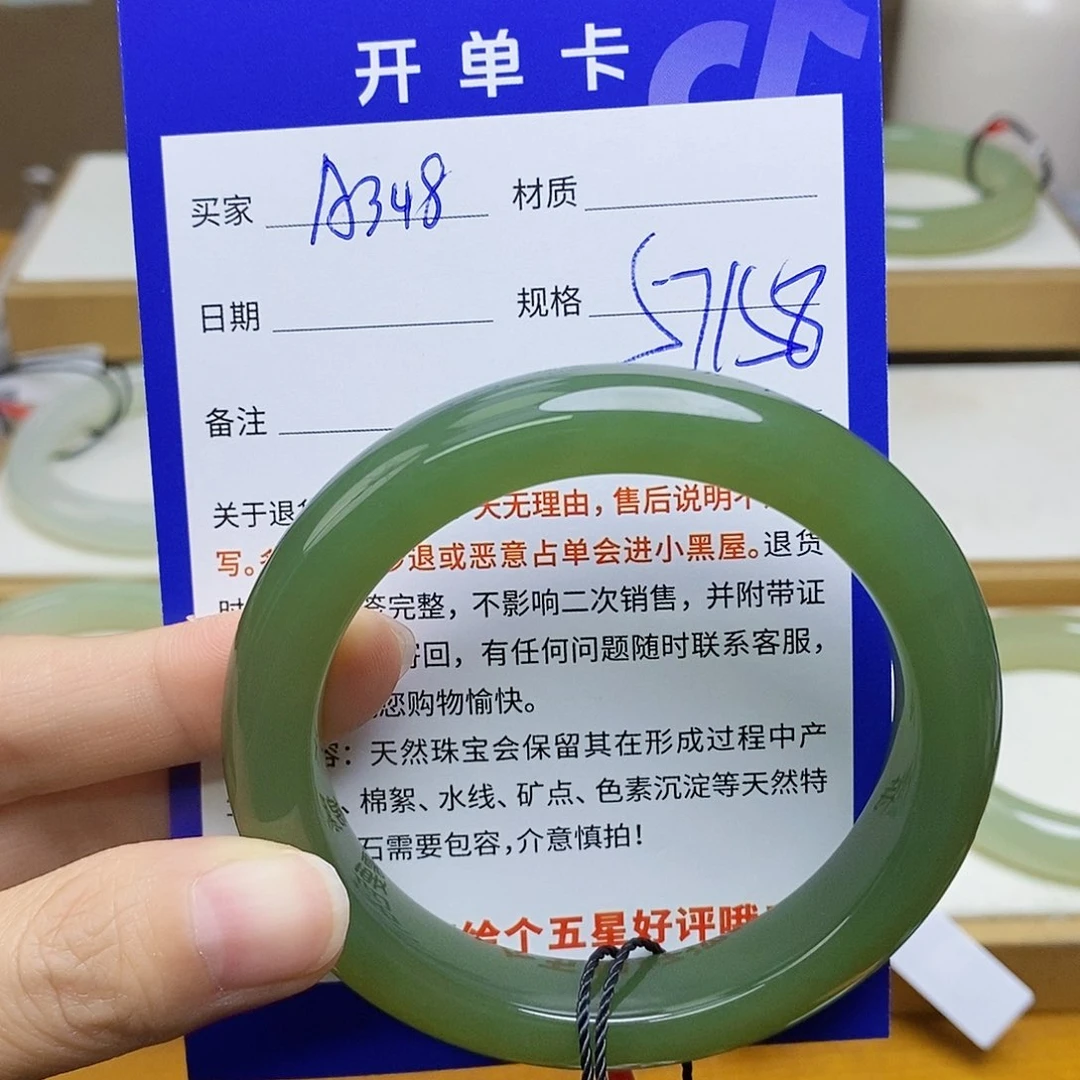 开单卡
买家 A348 材质
日期 规格 57158
备注
关于退 天无理由,售后说明不
写。 退或恶意占单会进小黑屋。退货
时 完整,不影响二次销售,并附带证
寄回,有任何问题随时联系客服,
您购物愉快。
容:天然珠宝会保留其在形成过程中产
、棉絮、水线、矿点、色素沉淀等天然特
石需要包容,介意慎拍!
给个五星好评哦